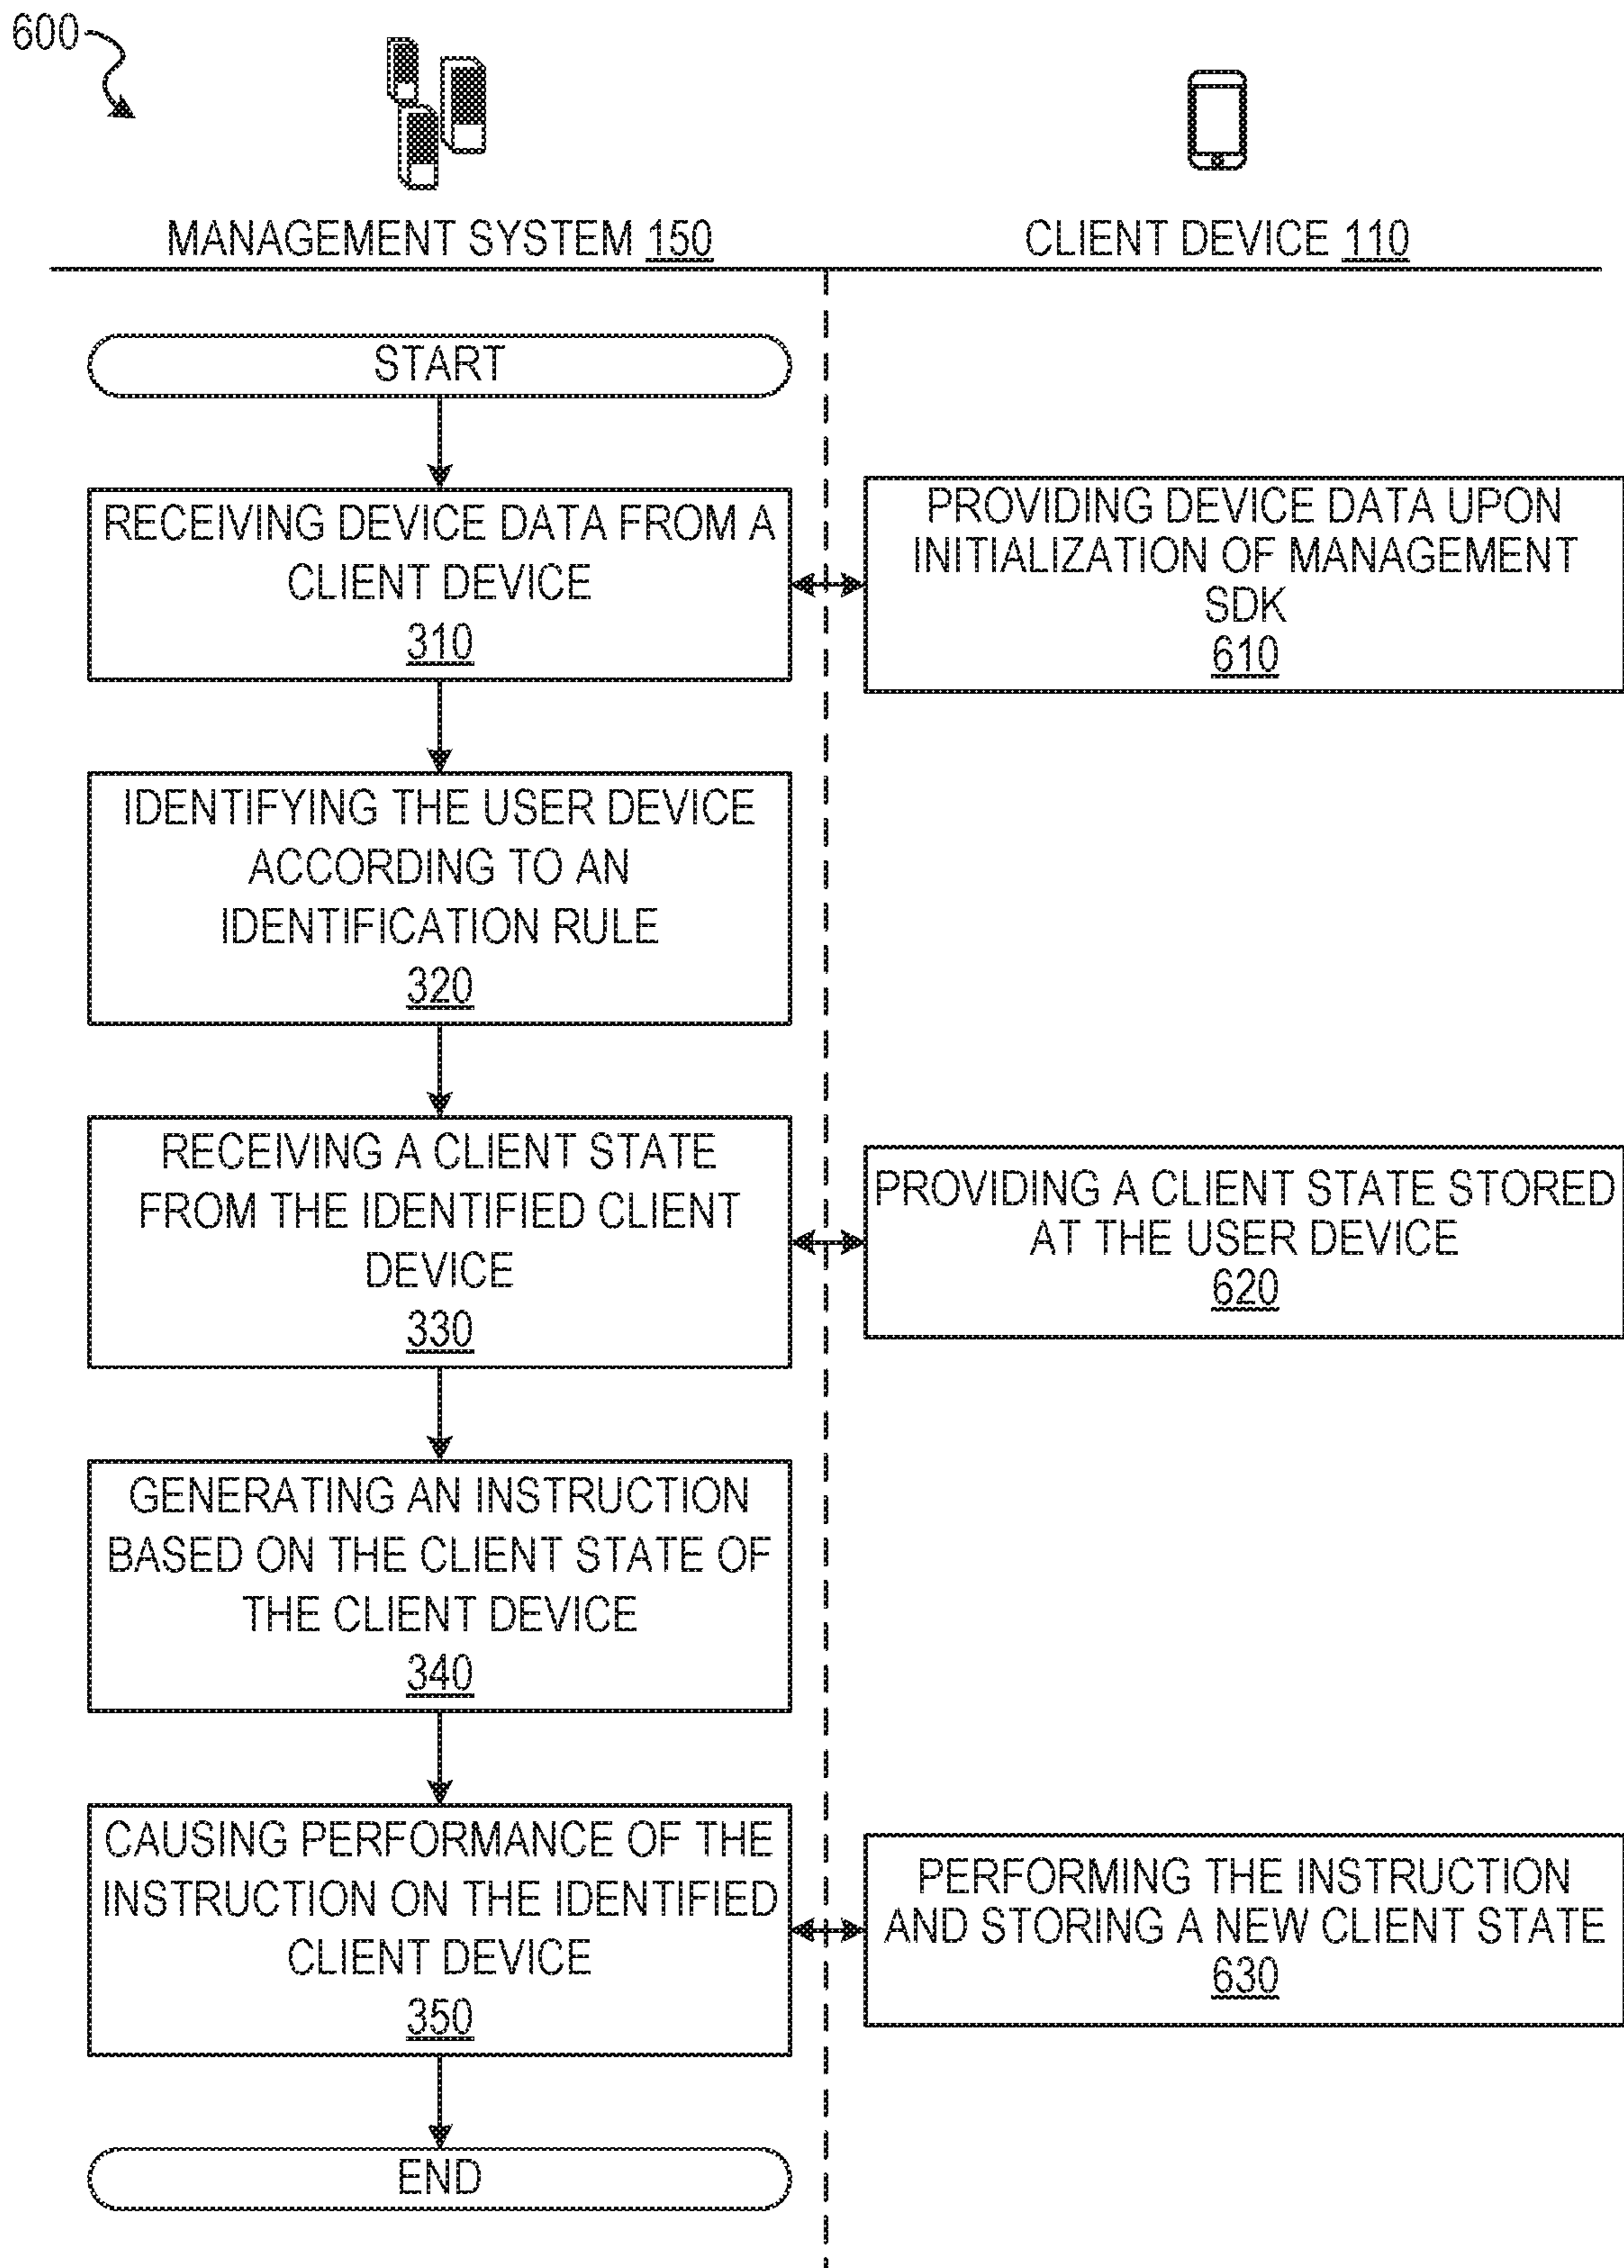 600
MANAGEMENT SYSTEM 150
CLIENT DEVICE 110
START
RECEIVING DEVICE DATA FROM A
CLIENT DEVICE
310
PROVIDING DEVICE DATA UPON
INITIALIZATION OF MANAGEMENT
SDK
610
IDENTIFYING THE USER DEVICE
ACCORDING TO AN
IDENTIFICATION RULE
320
RECEIVING A CLIENT STATE
FROM THE IDENTIFIED CLIENT
DEVICE
330
PROVIDING A CLIENT STATE STORED
AT THE USER DEVICE
620
GENERATING AN INSTRUCTION
BASED ON THE CLIENT STATE OF
THE CLIENT DEVICE
340
CAUSING PERFORMANCE OF THE
INSTRUCTION ON THE IDENTIFIED
CLIENT DEVICE
350
PERFORMING THE INSTRUCTION
AND STORING A NEW CLIENT STATE
630
END